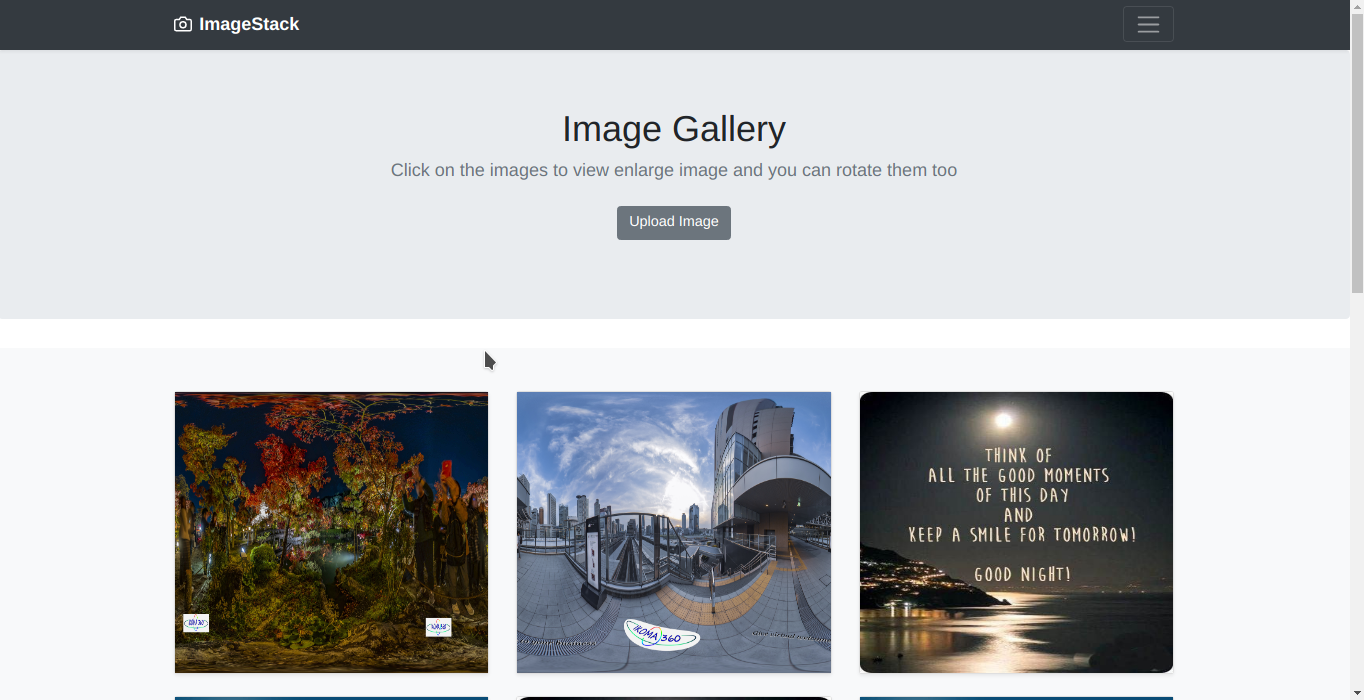 ImageStack
Image Gallery
Click on the images to view enlarge image and you can rotate them too
Upload Image
IKOMA 360
THINK OF
ALL THE GOOD MOMENTS
OF THIS DAY
AND
KEEP A SMILE FOR TOMORROW!
GOOD NIGHT!